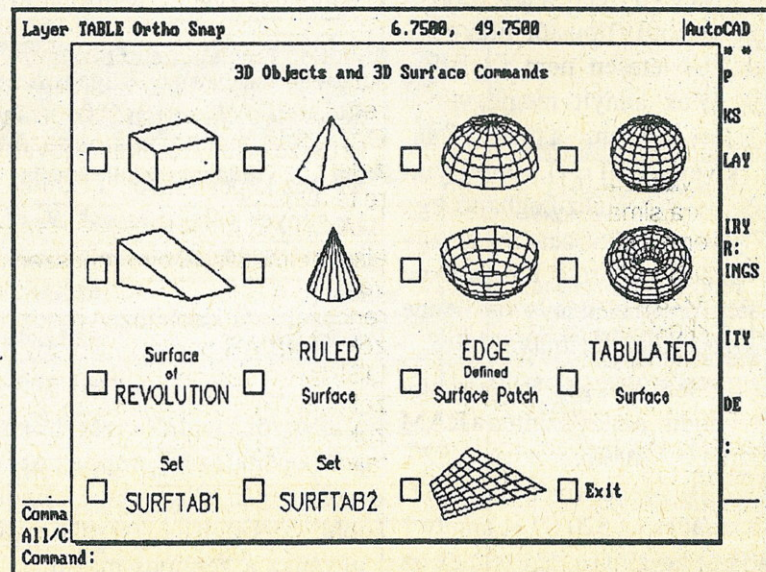 Layer TABLE Ortho Snap 6.7500, 49.7500 AutoCAD
* *
3D Objects and 3D Surface Commands
P
KS
LAY
IRY
R:
INGS
ITY
Surface of REVOLUTION
RULED Surface
EDGE Defined Surface Patch
TABULATED Surface
DE
:
Set SURFTAB1
Set SURFTAB2
Exit
Comma
All/C
Command: